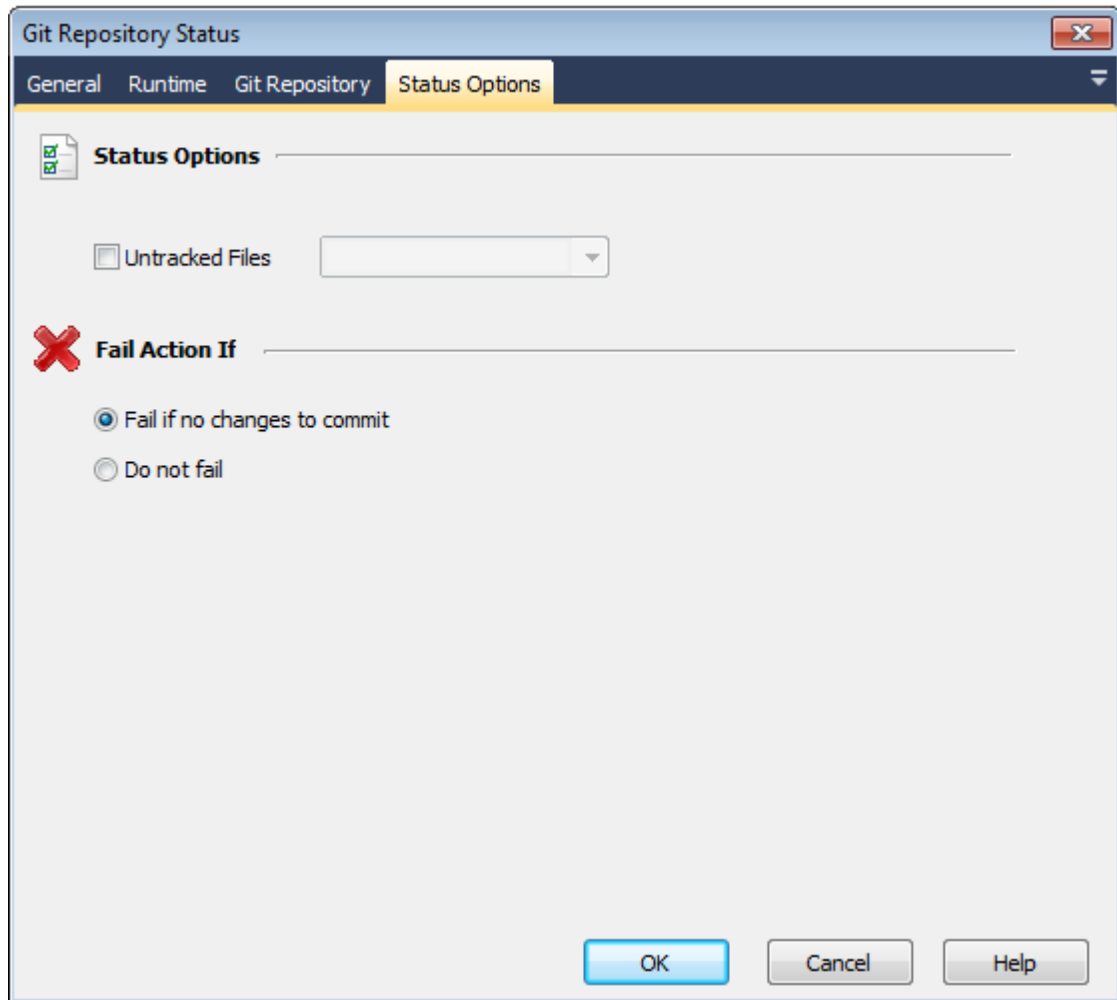 Git Repository Status
General Runtime Git Repository Status Options
Status Options
Untracked Files
Fail Action If
Fail if no changes to commit
Do not fail
OK Cancel Help